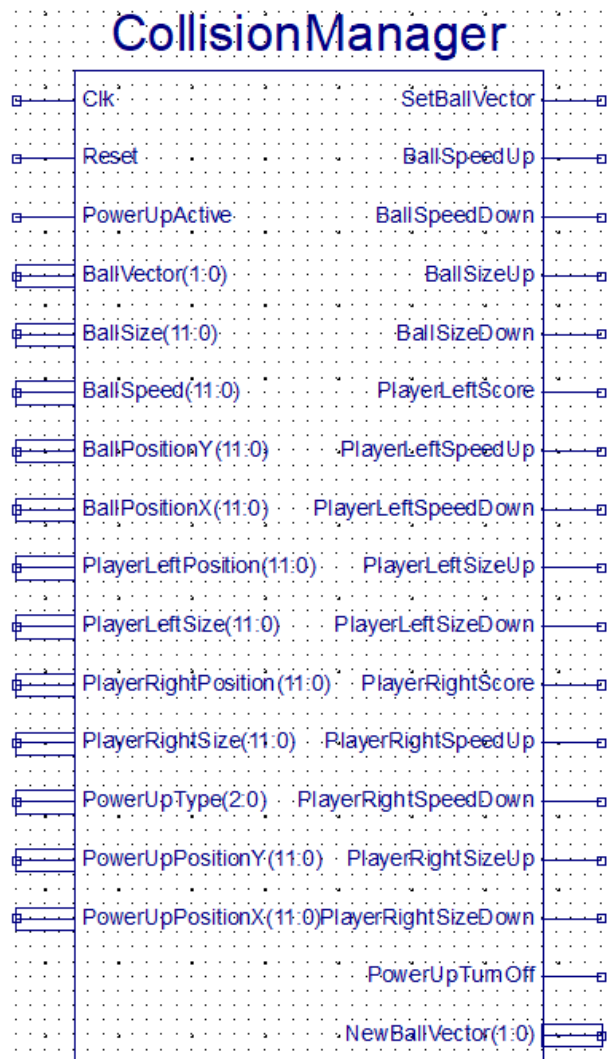 CollisionManager
Clk SetBallVector
Reset BallSpeedUp
PowerUpActive BallSpeedDown
BallVector(1:0) BallSizeUp
BallSize(11:0) BallSizeDown
BallSpeed(11:0) PlayerLeftScore
BallPositionY(11:0) PlayerLeftSpeedUp
BallPositionX(11:0) PlayerLeftSpeedDown
PlayerLeftPosition(11:0) PlayerLeftSizeUp
PlayerLeftSize(11:0) PlayerLeftSizeDown
PlayerRightPosition(11:0) PlayerRightScore
PlayerRightSize(11:0) PlayerRightSpeedUp
PowerUpType(2:0) PlayerRightSpeedDown
PowerUpPositionY(11:0) PlayerRightSizeUp
PowerUpPositionX(11:0) PlayerRightSizeDown
PowerUpTurnOff
NewBallVector(1:0)